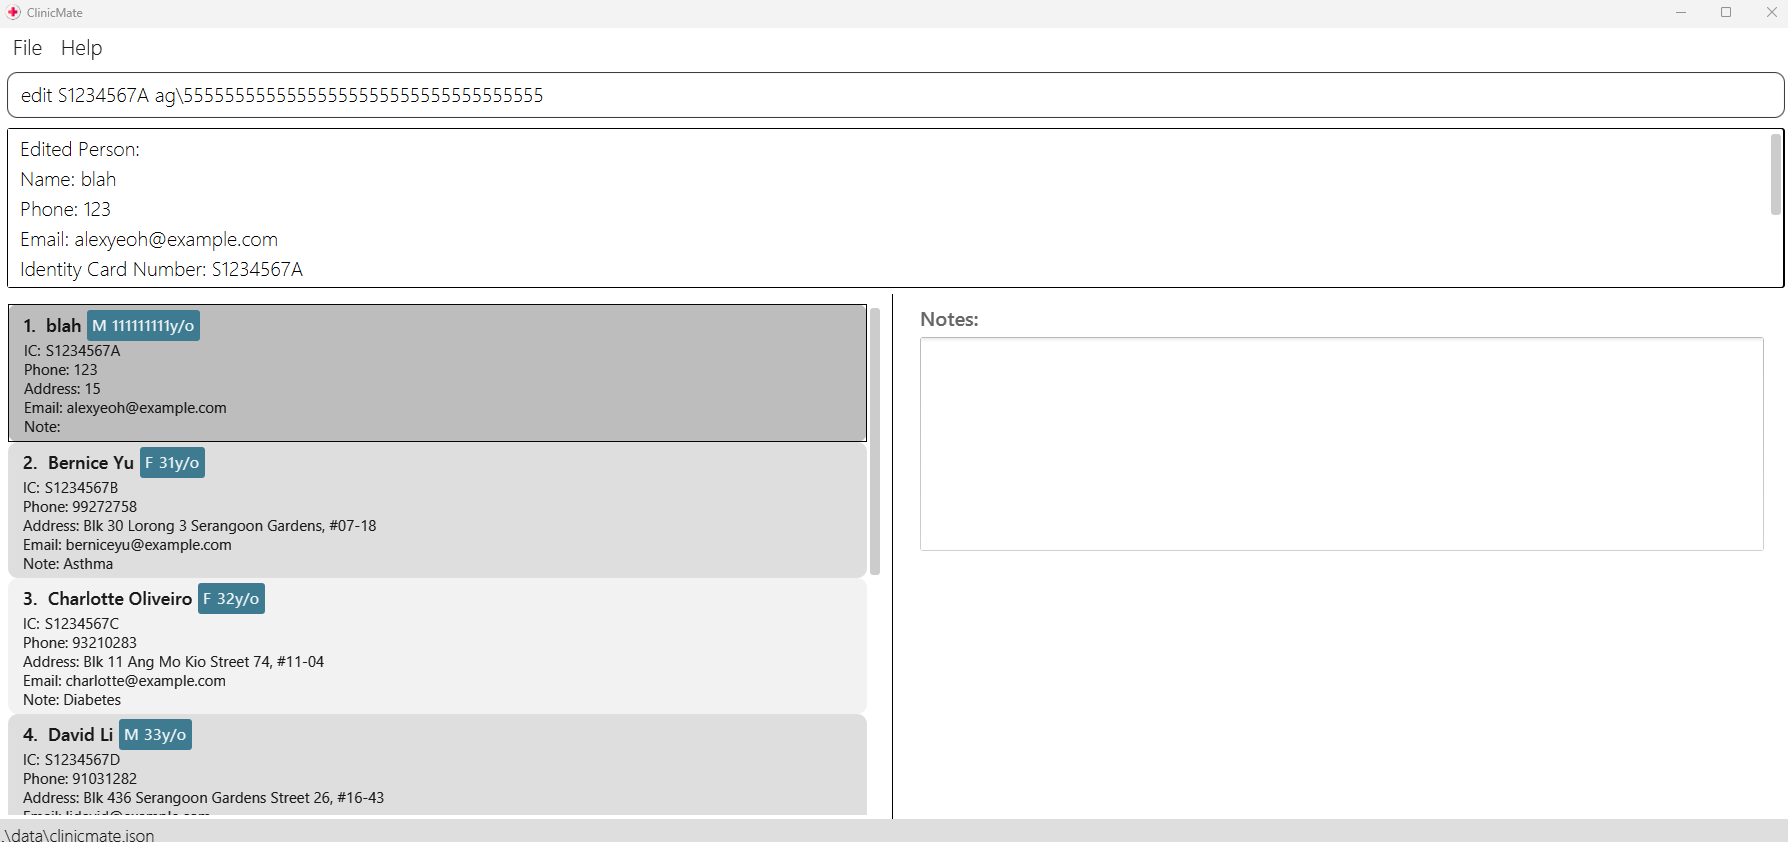 ClinicMate
File Help
edit S1234567A ag\5555555555555555555555555555555555
Edited Person:
Name: blah
Phone: 123
Email: alexyeoh@example.com
Identity Card Number: S1234567A
1. blah M 111111111y/o
IC: S1234567A
Phone: 123
Address: 15
Email: alexyeoh@example.com
Note:
2. Bernice Yu F 31y/o
IC: S1234567B
Phone: 99272758
Address: Blk 30 Lorong 3 Serangoon Gardens, #07-18
Email: berniceyu@example.com
Note: Asthma
3. Charlotte Oliveiro F 32y/o
IC: S1234567C
Phone: 93210283
Address: Blk 11 Ang Mo Kio Street 74, #11-04
Email: charlotte@example.com
Note: Diabetes
4. David Li M 33y/o
IC: S1234567D
Phone: 91031282
Address: Blk 436 Serangoon Gardens Street 26, #16-43
Email: lidavid@example.com
Notes:
.\data\clinicmate.json